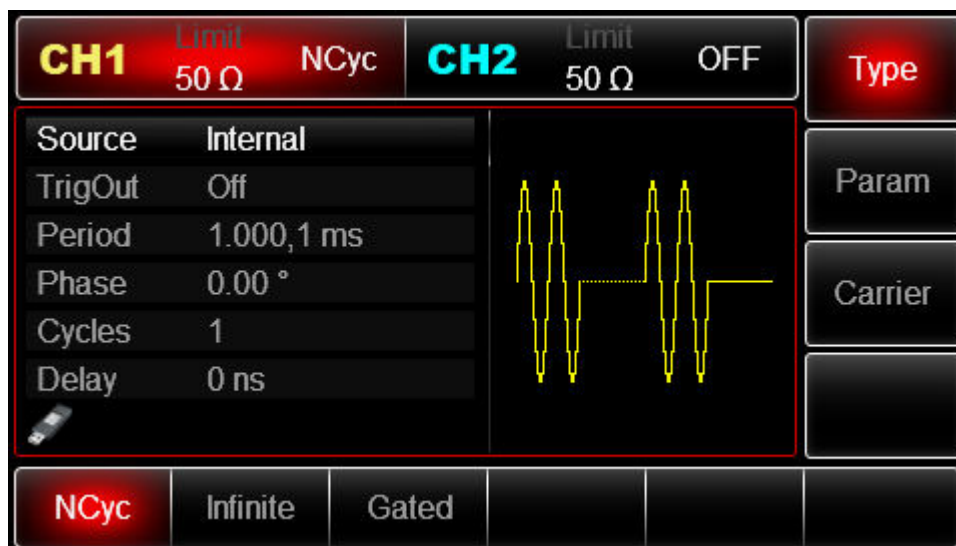 CH1 Limit 50 Ω NCyc CH2 Limit 50 Ω OFF Type
Source Internal
TrigOut Off
Param
Period 1.000,1 ms
Phase 0.00 °
Carrier
Cycles 1
Delay 0 ns
NCyc Infinite Gated